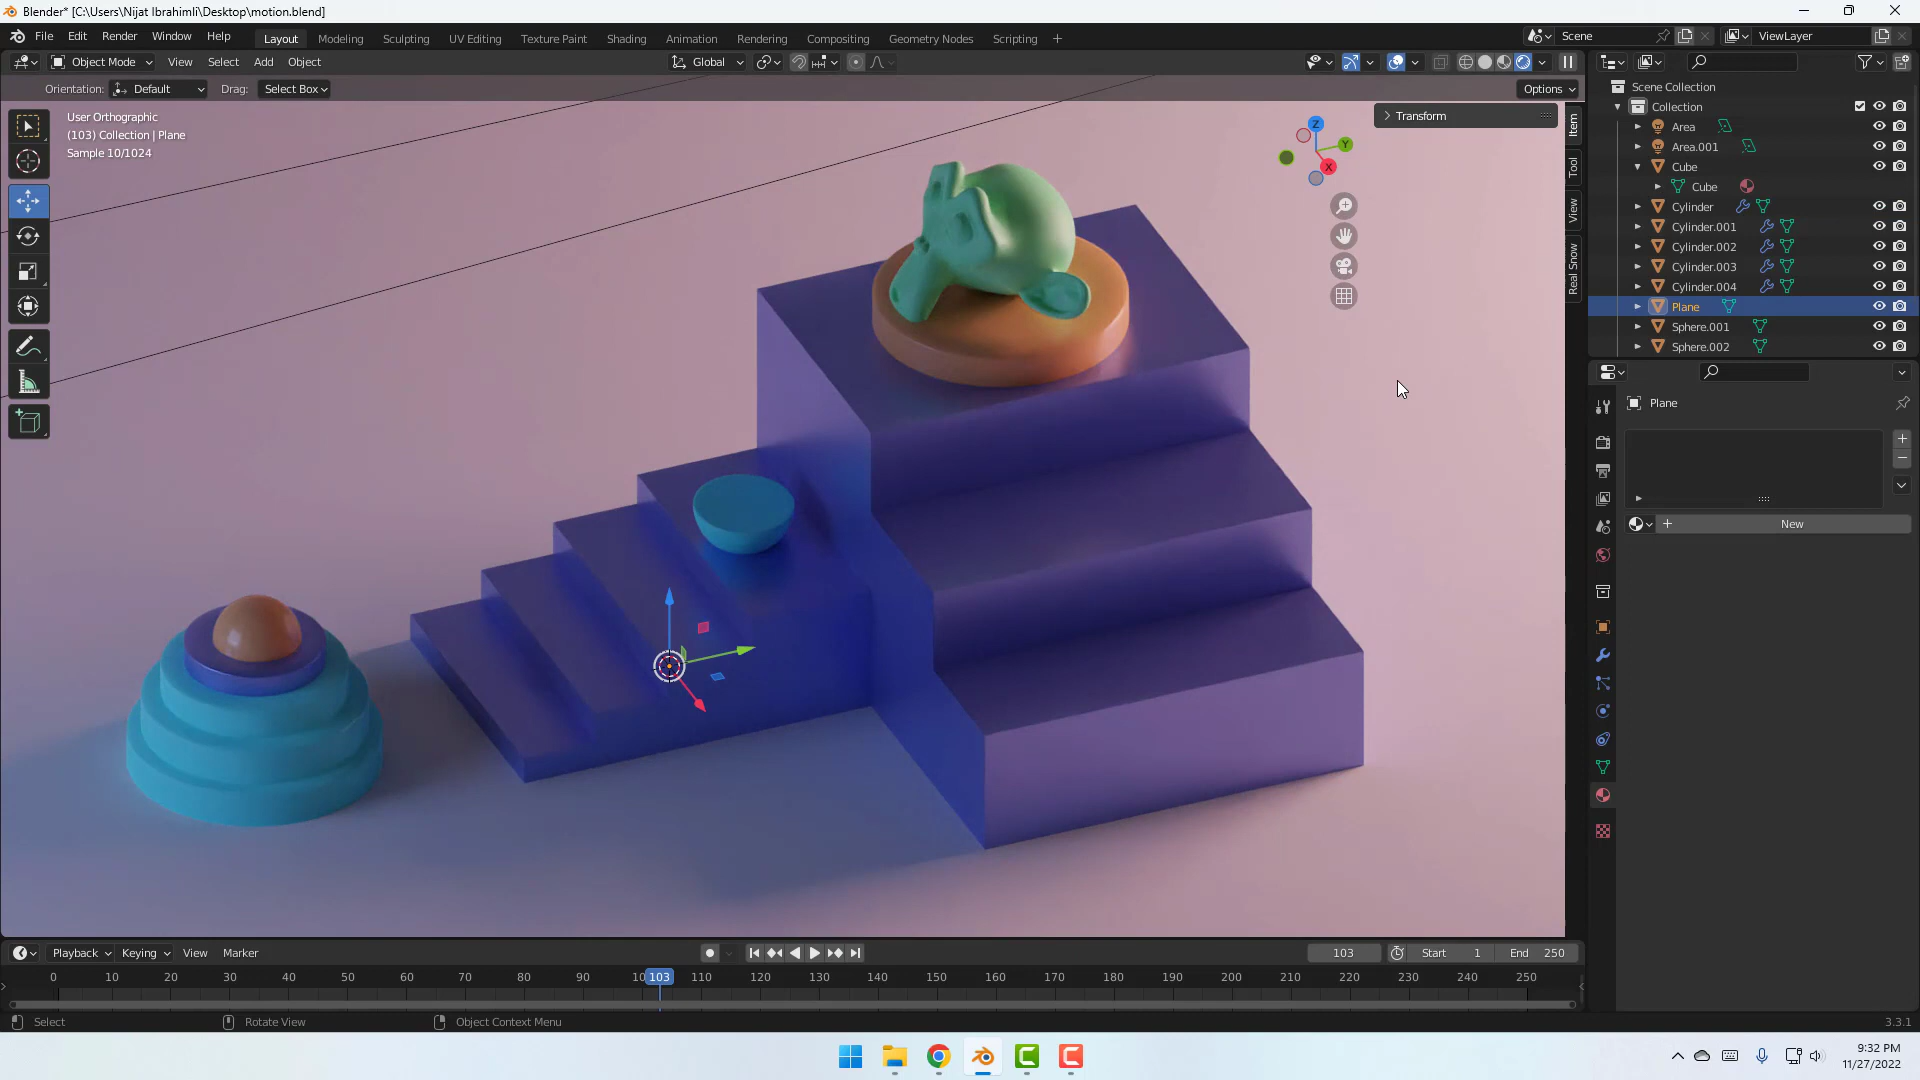 Blender* [C:\Users\Nijat Ibrahimli\Desktop\motion.blend]
File Edit Render Window Help Layout Modeling Sculpting UV Editing Texture Paint Shading Animation Rendering Compositing Geometry Nodes Scripting + Scene ViewLayer
Object Mode View Select Add Object Global
Orientation: Default Drag: Select Box Options
User Orthographic
(103) Collection | Plane
Sample 10/1024
Transform
Z
Y
X
Item
Tool
View
Real Snow
Scene Collection
Collection
Area
Area.001
Cube
Cube
Cylinder
Cylinder.001
Cylinder.002
Cylinder.003
Cylinder.004
Plane
Sphere.001
Sphere.002
Plane
New
Playback Keying View Marker 103 Start 1 End 250
0 10 20 30 40 50 60 70 80 90 10 103 110 120 130 140 150 160 170 180 190 200 210 220 230 240 250
Select Rotate View Object Context Menu 3.3.1
9:32 PM
11/27/2022